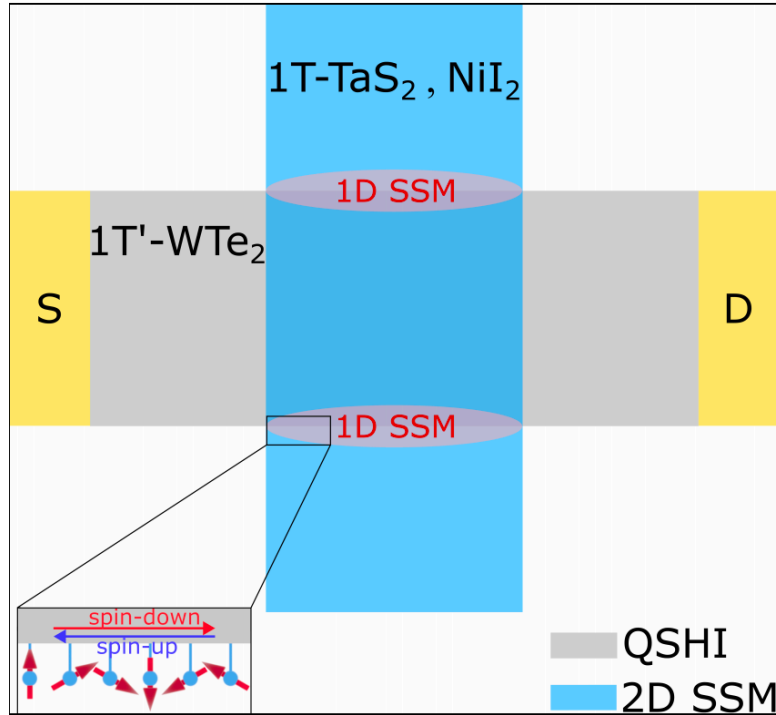 1T-TaS₂ , NiI₂
1D SSM
1T'-WTe₂
S
D
1D SSM
spin-down
spin-up
QSHI
2D SSM